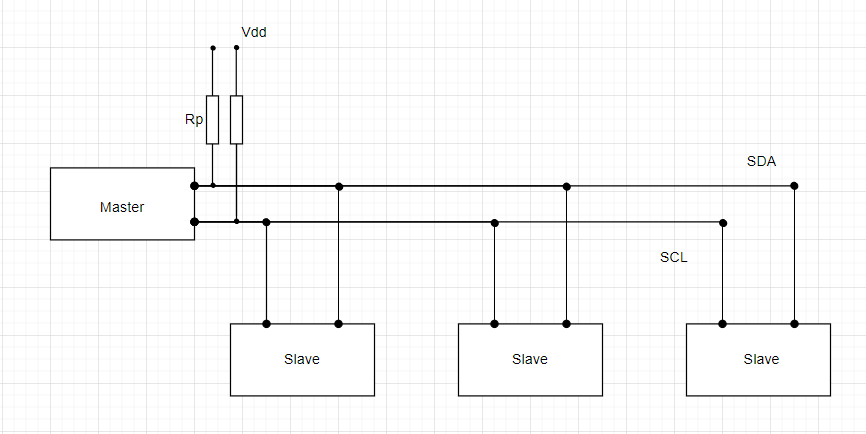 Vdd
Rp
SDA
Master
SCL
Slave
Slave
Slave